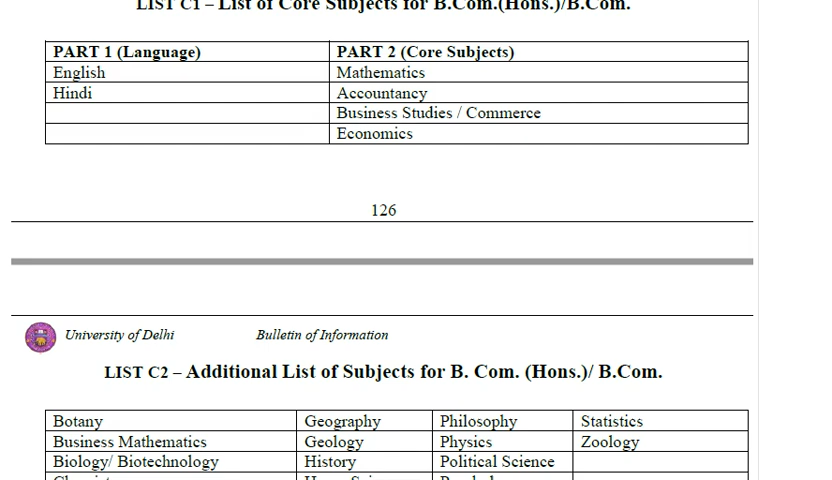 LIST C1 – List of Core Subjects for B.Com.(Hons.)/B.Com.
PART 1 (Language) PART 2 (Core Subjects)
English Mathematics
Hindi Accountancy
Business Studies / Commerce
Economics
126
University of Delhi Bulletin of Information
LIST C2 – Additional List of Subjects for B. Com. (Hons.)/ B.Com.
Botany Geography Philosophy Statistics
Business Mathematics Geology Physics Zoology
Biology/ Biotechnology History Political Science